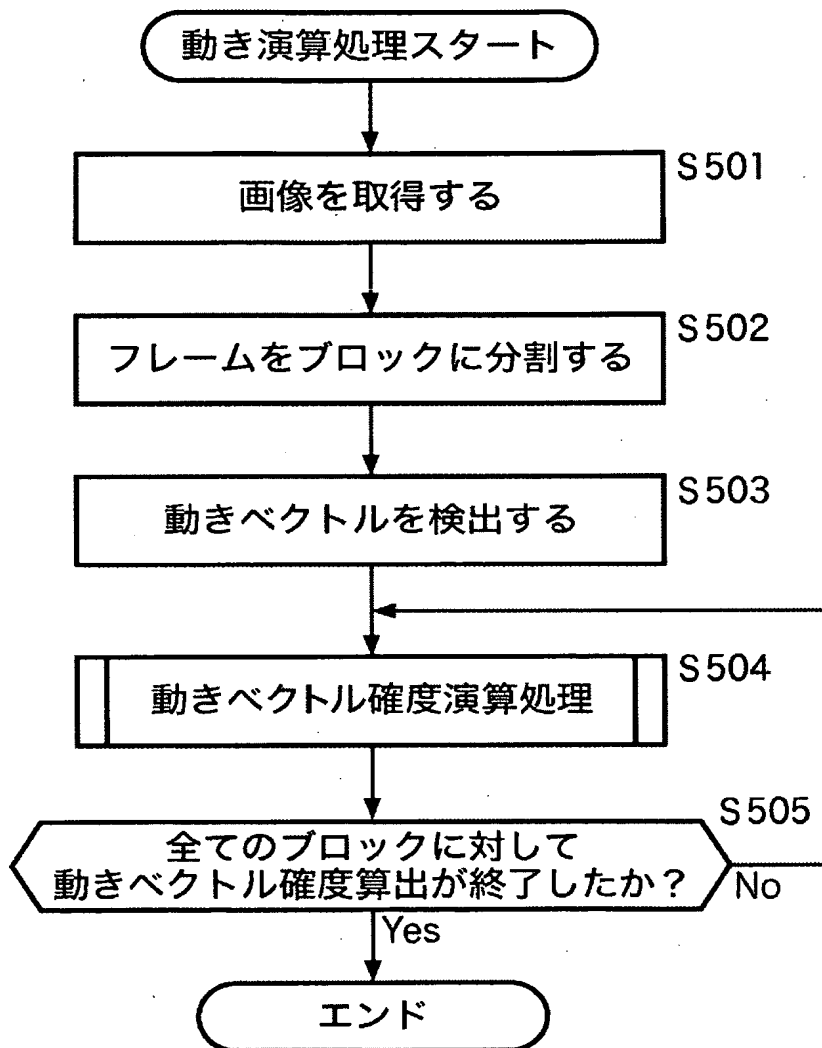 動き演算処理スタート
S501
画像を取得する
S502
フレームをブロックに分割する
S503
動きベクトルを検出する
S504
動きベクトル確度演算処理
S505
全てのブロックに対して
動きベクトル確度算出が終了したか？
No
Yes
エンド